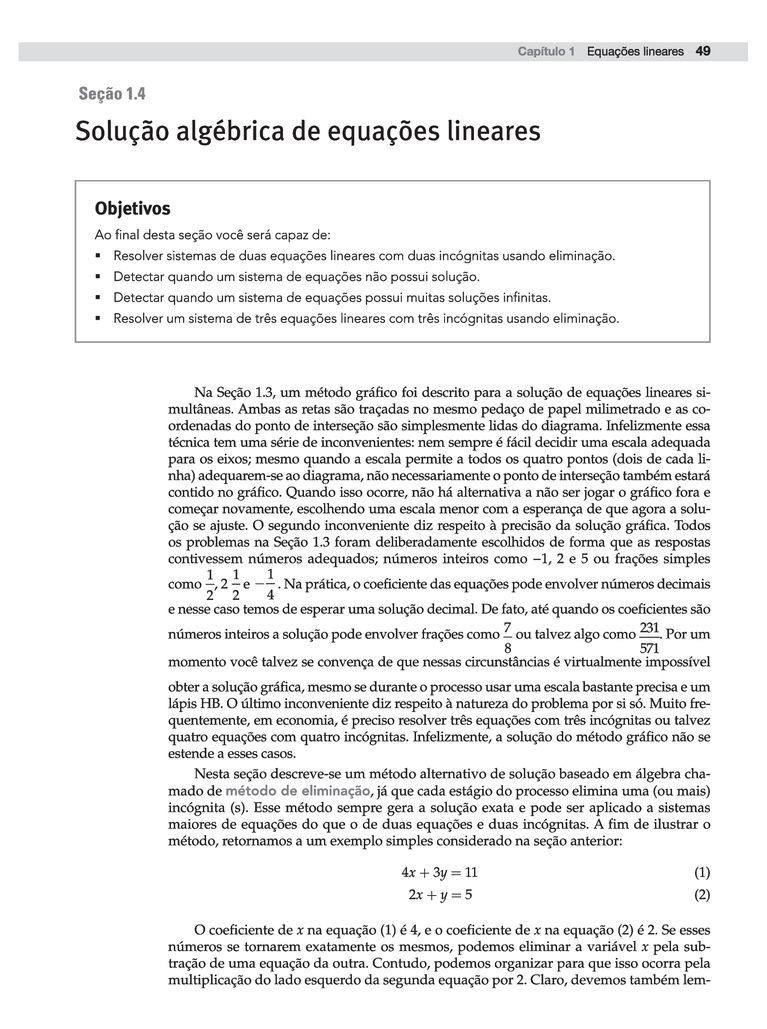 Capítulo 1 Equações lineares 49
Seção 1.4
Solução algébrica de equações lineares
Objetivos
Ao final desta seção você será capaz de:
▪ Resolver sistemas de duas equações lineares com duas incógnitas usando eliminação.
▪ Detectar quando um sistema de equações não possui solução.
▪ Detectar quando um sistema de equações possui muitas soluções infinitas.
▪ Resolver um sistema de três equações lineares com três incógnitas usando eliminação.
Na Seção 1.3, um método gráfico foi descrito para a solução de equações lineares si-
multâneas. Ambas as retas são traçadas no mesmo pedaço de papel milimetrado e as co-
ordenadas do ponto de interseção são simplesmente lidas do diagrama. Infelizmente essa
técnica tem uma série de inconvenientes: nem sempre é fácil decidir uma escala adequada
para os eixos; mesmo quando a escala permite a todos os quatro pontos (dois de cada li-
nha) adequarem-se ao diagrama, não necessariamente o ponto de interseção também estará
contido no gráfico. Quando isso ocorre, não há alternativa a não ser jogar o gráfico fora e
começar novamente, escolhendo uma escala menor com a esperança de que agora a solu-
ção se ajuste. O segundo inconveniente diz respeito à precisão da solução gráfica. Todos
os problemas na Seção 1.3 foram deliberadamente escolhidos de forma que as respostas
contivessem números adequados; números inteiros como −1, 2 e 5 ou frações simples
como 1/2, 2 1/2 e −1/4. Na prática, o coeficiente das equações pode envolver números decimais
e nesse caso temos de esperar uma solução decimal. De fato, até quando os coeficientes são
números inteiros a solução pode envolver frações como 7/8 ou talvez algo como 231/571. Por um
momento você talvez se convença de que nessas circunstâncias é virtualmente impossível
obter a solução gráfica, mesmo se durante o processo usar uma escala bastante precisa e um
lápis HB. O último inconveniente diz respeito à natureza do problema por si só. Muito fre-
quentemente, em economia, é preciso resolver três equações com três incógnitas ou talvez
quatro equações com quatro incógnitas. Infelizmente, a solução do método gráfico não se
estende a esses casos.
Nesta seção descreve-se um método alternativo de solução baseado em álgebra cha-
mado de método de eliminação, já que cada estágio do processo elimina uma (ou mais)
incógnita (s). Esse método sempre gera a solução exata e pode ser aplicado a sistemas
maiores de equações do que o de duas equações e duas incógnitas. A fim de ilustrar o
método, retornamos a um exemplo simples considerado na seção anterior:
4x + 3y = 11 (1)
2x + y = 5 (2)
O coeficiente de x na equação (1) é 4, e o coeficiente de x na equação (2) é 2. Se esses
números se tornarem exatamente os mesmos, podemos eliminar a variável x pela sub-
tração de uma equação da outra. Contudo, podemos organizar para que isso ocorra pela
multiplicação do lado esquerdo da segunda equação por 2. Claro, devemos também lem-